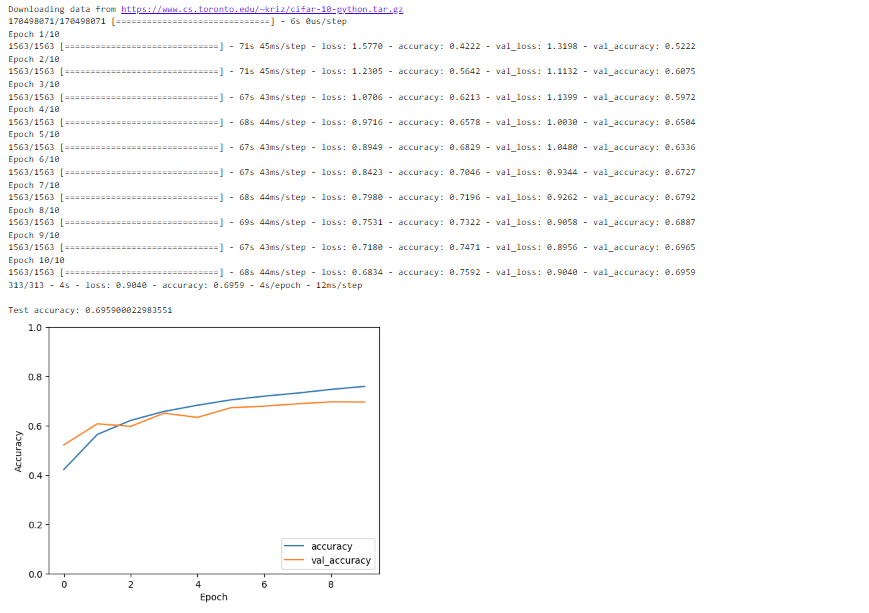 Downloading data from https://www.cs.toronto.edu/~kriz/cifar-10-python.tar.gz
170498071/170498071 [==============================] - 6s 0us/step
Epoch 1/10
1563/1563 [==============================] - 71s 45ms/step - loss: 1.5770 - accuracy: 0.4222 - val_loss: 1.3198 - val_accuracy: 0.5222
Epoch 2/10
1563/1563 [==============================] - 71s 45ms/step - loss: 1.2305 - accuracy: 0.5642 - val_loss: 1.1132 - val_accuracy: 0.6075
Epoch 3/10
1563/1563 [==============================] - 67s 43ms/step - loss: 1.0706 - accuracy: 0.6213 - val_loss: 1.1399 - val_accuracy: 0.5972
Epoch 4/10
1563/1563 [==============================] - 68s 44ms/step - loss: 0.9716 - accuracy: 0.6578 - val_loss: 1.0030 - val_accuracy: 0.6504
Epoch 5/10
1563/1563 [==============================] - 67s 43ms/step - loss: 0.8949 - accuracy: 0.6829 - val_loss: 1.0480 - val_accuracy: 0.6336
Epoch 6/10
1563/1563 [==============================] - 67s 43ms/step - loss: 0.8423 - accuracy: 0.7046 - val_loss: 0.9344 - val_accuracy: 0.6727
Epoch 7/10
1563/1563 [==============================] - 68s 44ms/step - loss: 0.7980 - accuracy: 0.7196 - val_loss: 0.9262 - val_accuracy: 0.6792
Epoch 8/10
1563/1563 [==============================] - 69s 44ms/step - loss: 0.7531 - accuracy: 0.7322 - val_loss: 0.9058 - val_accuracy: 0.6887
Epoch 9/10
1563/1563 [==============================] - 67s 43ms/step - loss: 0.7180 - accuracy: 0.7471 - val_loss: 0.8956 - val_accuracy: 0.6965
Epoch 10/10
1563/1563 [==============================] - 68s 44ms/step - loss: 0.6834 - accuracy: 0.7592 - val_loss: 0.9040 - val_accuracy: 0.6959
313/313 - 4s - loss: 0.9040 - accuracy: 0.6959 - 4s/epoch - 12ms/step
Test accuracy: 0.695900022983551
1.0
0.8
0.6
0.4
0.2
0.0
Accuracy
accuracy
val_accuracy
0 2 4 6 8
Epoch